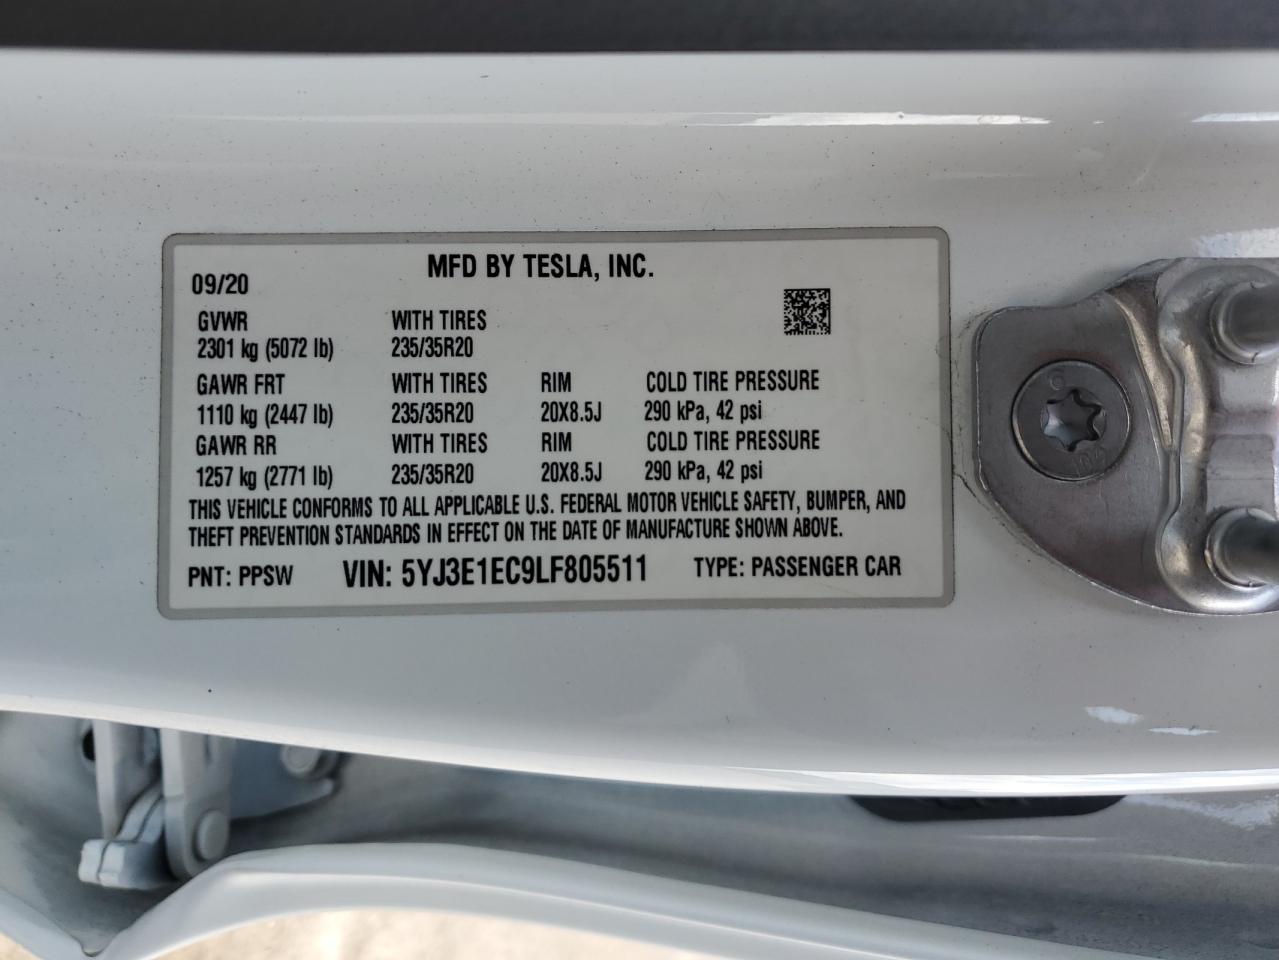 MFD BY TESLA, INC.
09/20
GVWR WITH TIRES
2301 kg (5072 lb) 235/35R20
GAWR FRT WITH TIRES RIM COLD TIRE PRESSURE
1110 kg (2447 lb) 235/35R20 20X8.5J 290 kPa, 42 psi
GAWR RR WITH TIRES RIM COLD TIRE PRESSURE
1257 kg (2771 lb) 235/35R20 20X8.5J 290 kPa, 42 psi
THIS VEHICLE CONFORMS TO ALL APPLICABLE U.S. FEDERAL MOTOR VEHICLE SAFETY, BUMPER, AND
THEFT PREVENTION STANDARDS IN EFFECT ON THE DATE OF MANUFACTURE SHOWN ABOVE.
PNT: PPSW VIN: 5YJ3E1EC9LF805511 TYPE: PASSENGER CAR